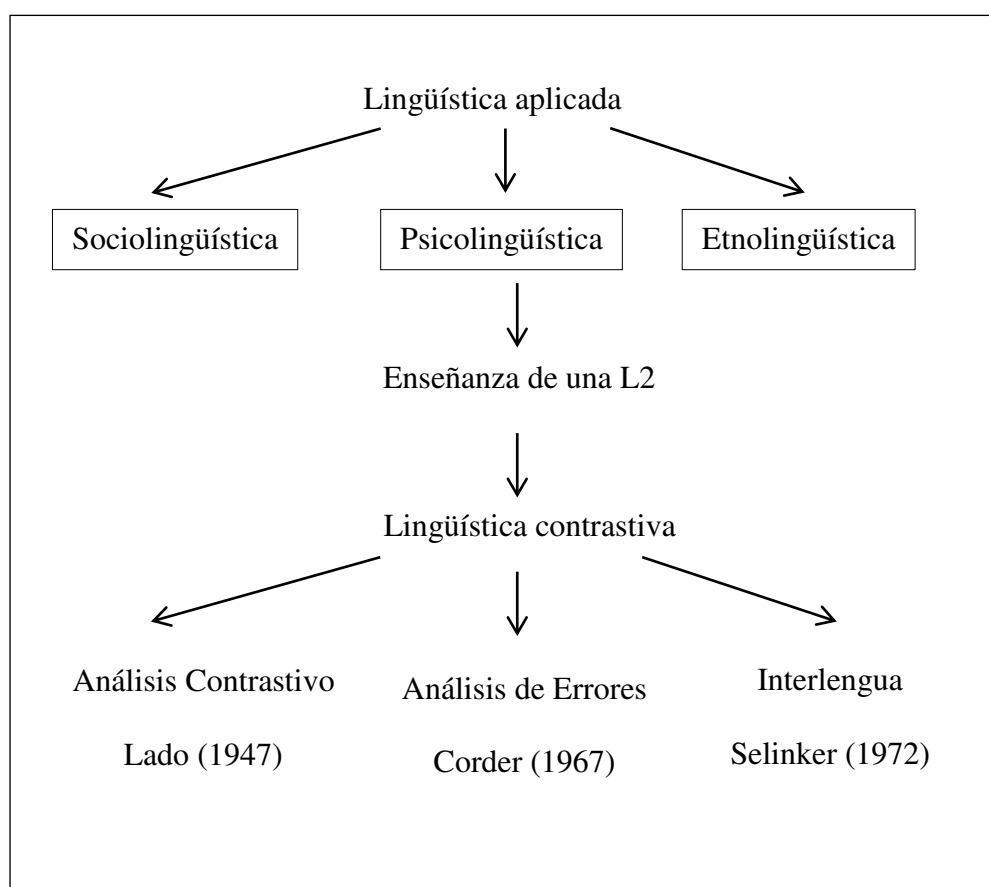 Lingüística aplicada
Sociolingüística
Psicolingüística
Etnolingüística
Enseñanza de una L2
Lingüística contrastiva
Análisis Contrastivo
Lado (1947)
Análisis de Errores
Corder (1967)
Interlengua
Selinker (1972)